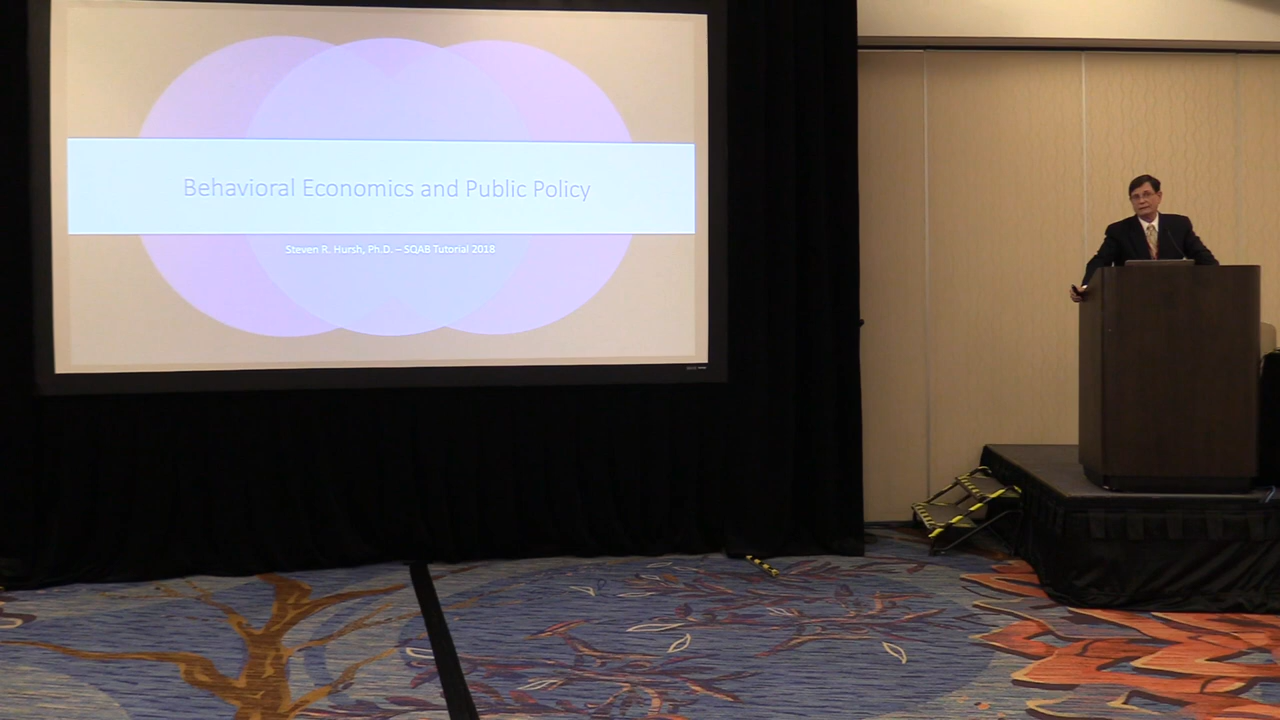 Behavioral Economics and Public Policy
Steven R. Hursh, Ph.D. – SQAB Tutorial 2018